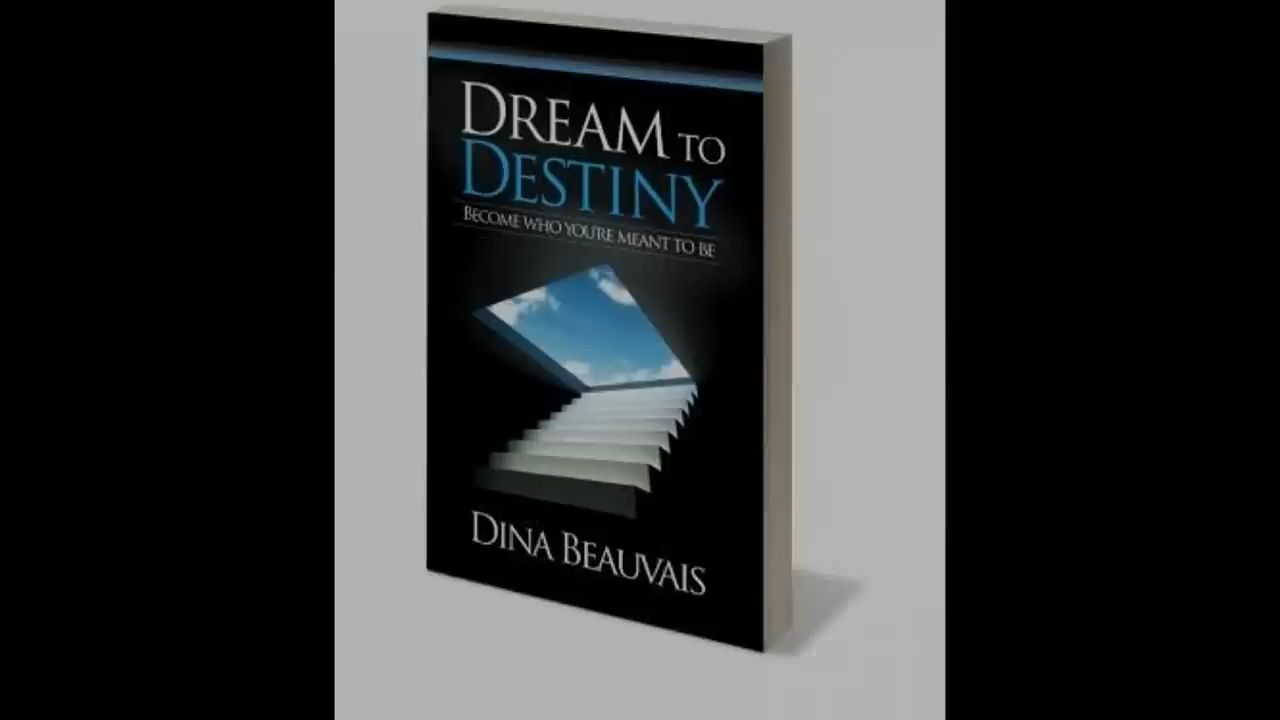 DREAM TO
DESTINY
BECOME WHO YOU'RE MEANT TO BE
DINA BEAUVAIS